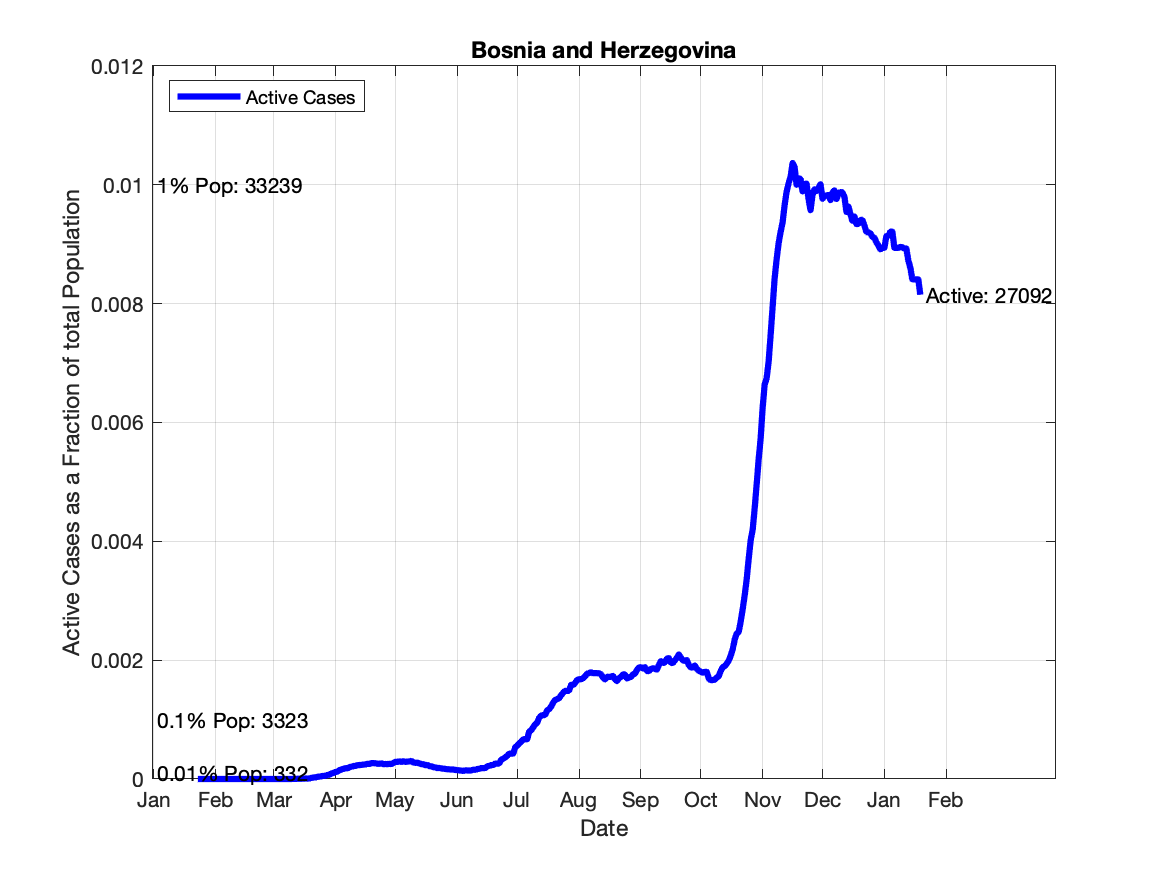 Bosnia and Herzegovina
Active Cases
0.012
0.01
0.008
0.006
0.004
0.002
0
1% Pop: 33239
0.1% Pop: 3323
0.01% Pop: 332
Active: 27092
Active Cases as a Fraction of total Population
Jan Feb Mar Apr May Jun Jul Aug Sep Oct Nov Dec Jan Feb
Date